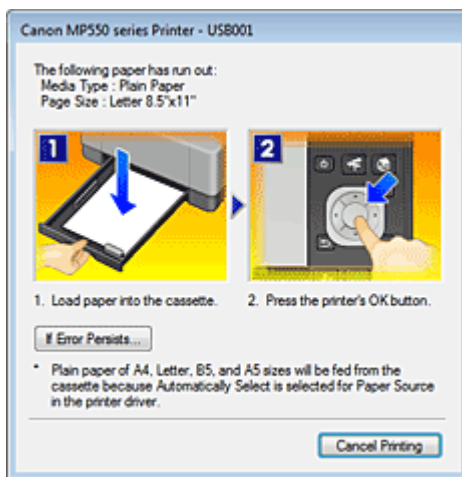 Canon MP550 series Printer - USB001
The following paper has run out:
Media Type : Plain Paper
Page Size : Letter 8.5"x11"
1
2
1. Load paper into the cassette.
2. Press the printer's OK button.
If Error Persists...
* Plain paper of A4, Letter, B5, and A5 sizes will be fed from the
cassette because Automatically Select is selected for Paper Source
in the printer driver.
Cancel Printing